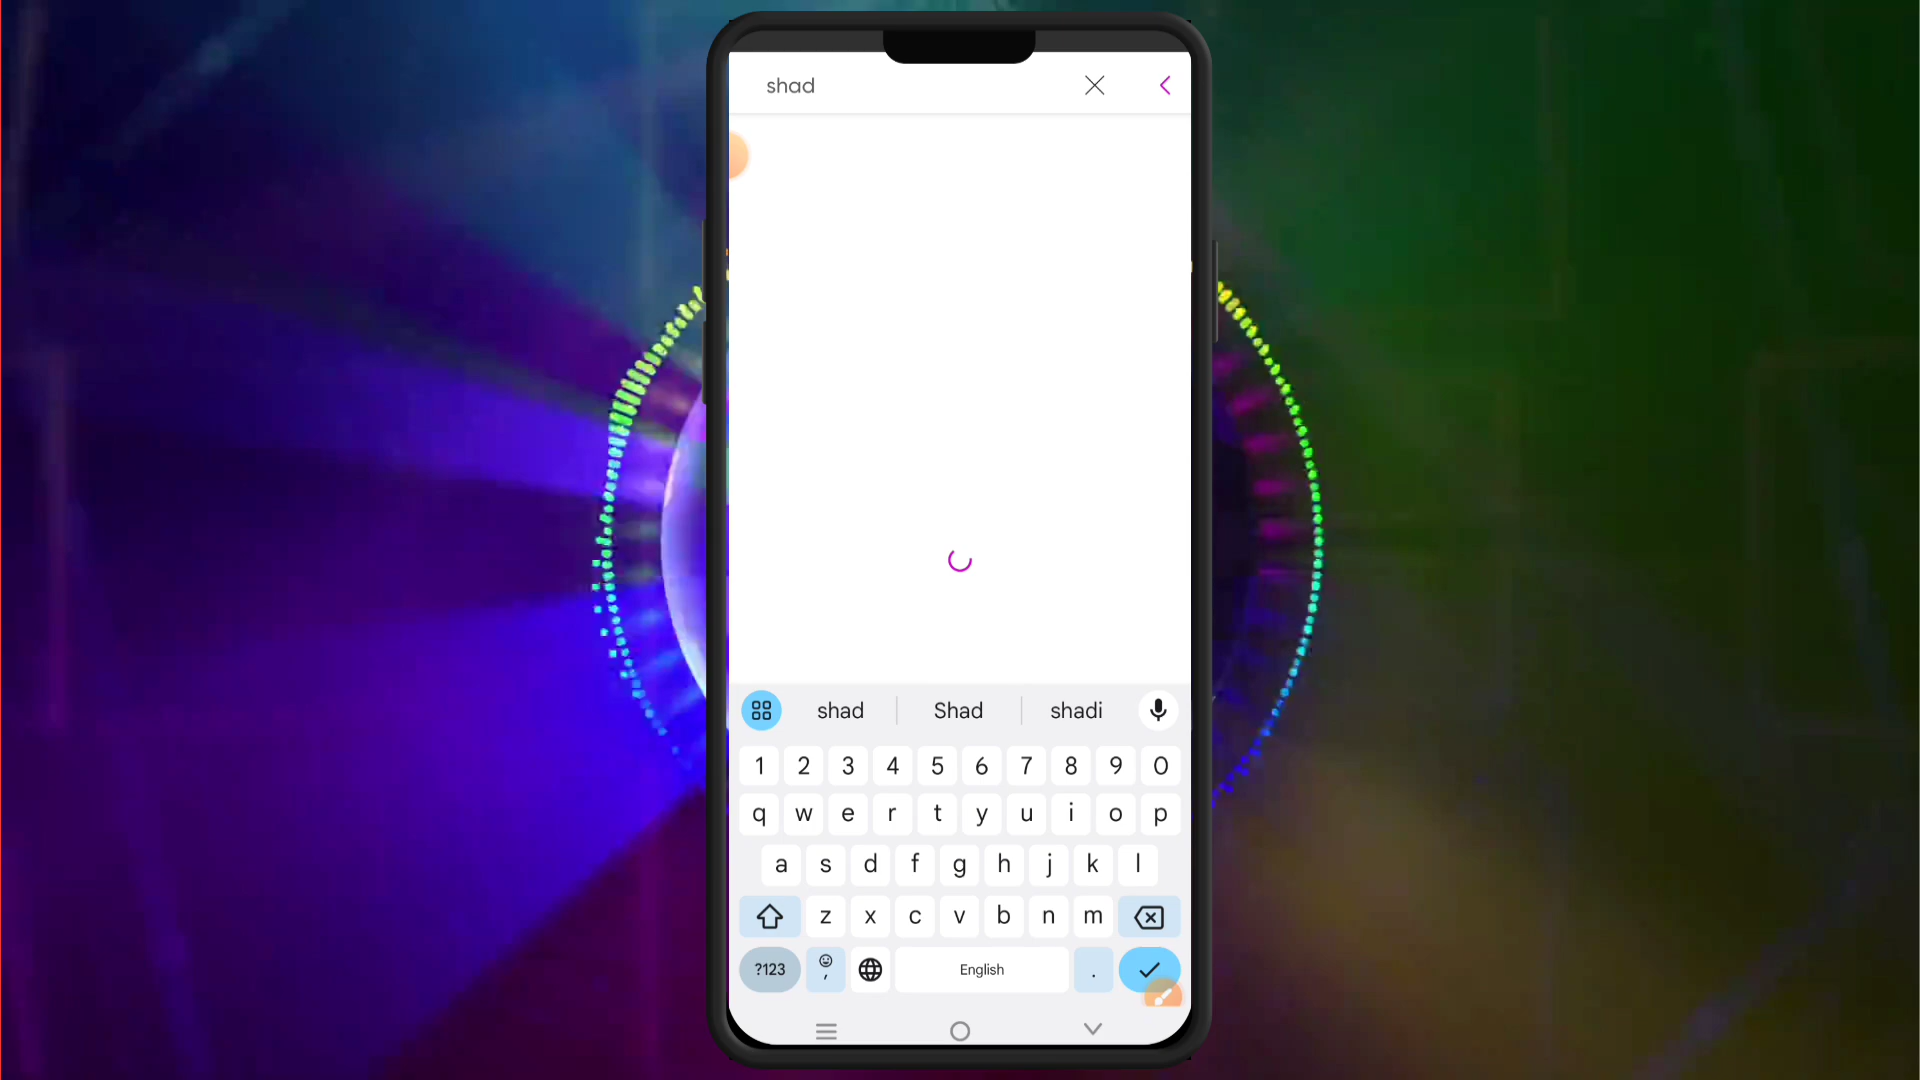 shad
shad Shad shadi
1 2 3 4 5 6 7 8 9 0
q w e r t y u i o p
a s d f g h j k l
z x c v b n m
?123 , English .